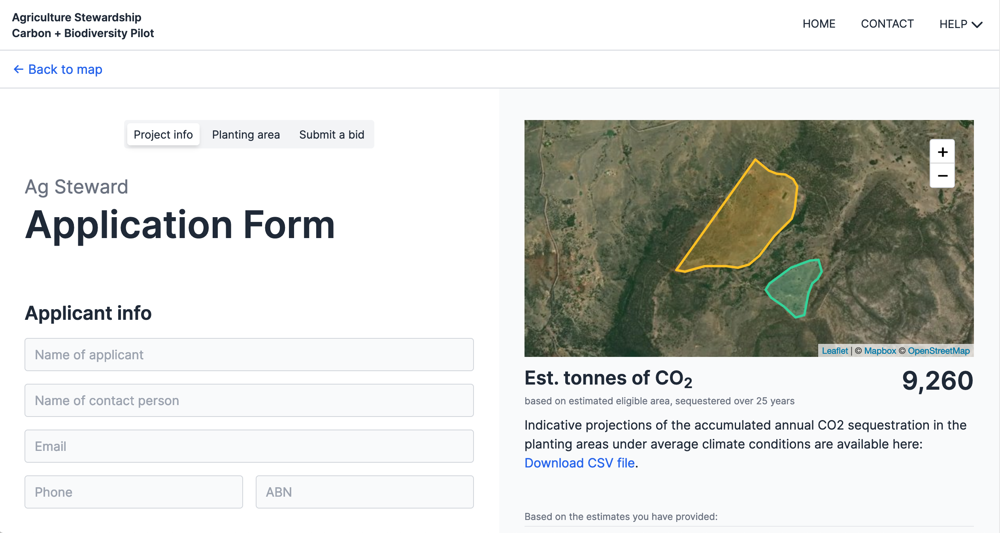 Agriculture Stewardship
Carbon + Biodiversity Pilot
HOME
CONTACT
HELP
← Back to map
Project info
Planting area
Submit a bid
Ag Steward
Application Form
Applicant info
Name of applicant
Name of contact person
Email
Phone
ABN
+
−
Leaflet | © Mapbox © OpenStreetMap
Est. tonnes of CO₂
9,260
based on estimated eligible area, sequestered over 25 years
Indicative projections of the accumulated annual CO2 sequestration in the
planting areas under average climate conditions are available here:
Download CSV file.
Based on the estimates you have provided: